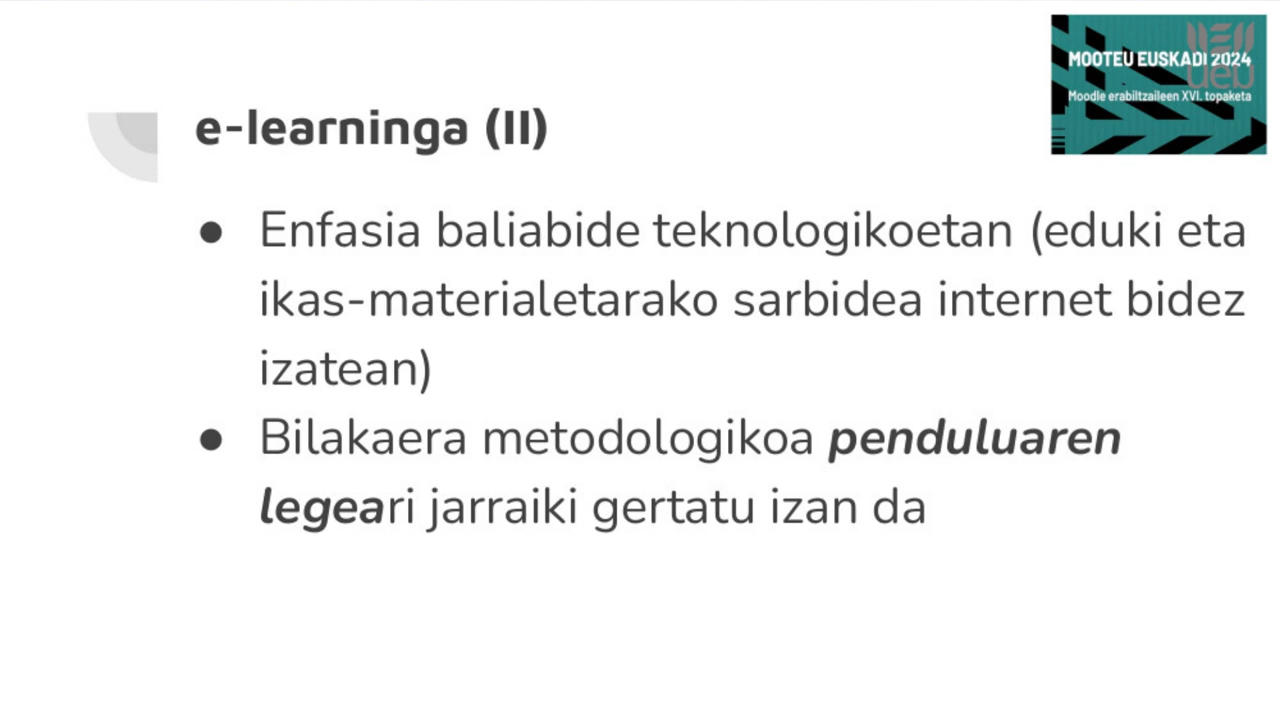 MOOTEU EUSKADI 2024
Moodle erabiltzaileen XVI. topaketa
ueu
e-learninga (II)
● Enfasia baliabide teknologikoetan (eduki eta
ikas-materialetarako sarbidea internet bidez
izatean)
● Bilakaera metodologikoa penduluaren
legeari jarraiki gertatu izan da